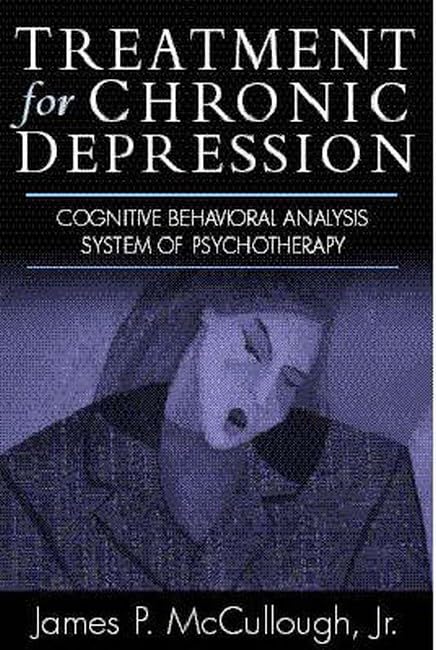 TREATMENT
for CHRONIC
DEPRESSION
COGNITIVE BEHAVIORAL ANALYSIS
SYSTEM OF PSYCHOTHERAPY
James P. McCullough, Jr.